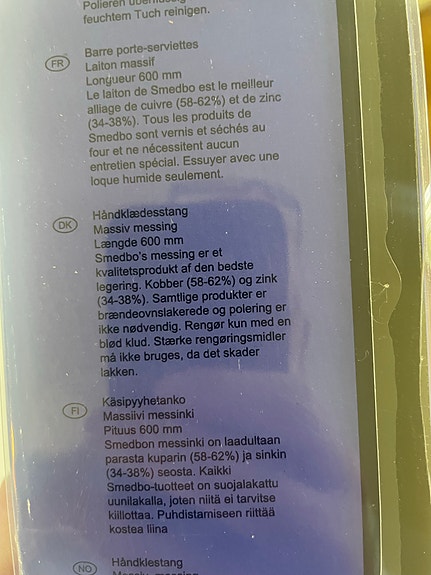 Polieren überflüssig
feuchtem Tuch reinigen.
FR
Barre porte-serviettes
Laiton massif
Longueur 600 mm
Le laiton de Smedbo est le meilleur
alliage de cuivre (58-62%) et de zinc
(34-38%). Tous les produits de
Smedbo sont vernis et séchés au
four et ne nécessitent aucun
entretien spécial. Essuyer avec une
loque humide seulement.
DK
Håndklædesstang
Massiv messing
Længde 600 mm
Smedbo's messing er et
kvalitetsprodukt af den bedste
legering. Kobber (58-62%) og zink
(34-38%). Samtlige produkter er
brændeovnslakerede og polering er
ikke nødvendig. Rengør kun med en
blød klud. Stærke rengøringsmidler
må ikke bruges, da det skader
lakken.
FI
Käsipyyhetanko
Massiivi messinki
Pituus 600 mm
Smedbon messinki on laadultaan
parasta kuparin (58-62%) ja sinkin
(34-38%) seosta. Kaikki
Smedbo-tuotteet on suojalakattu
uunilakalla, joten niitä ei tarvitse
kiillottaa. Puhdistamiseen riittää
kostea liina
NO
Håndklestang
Massiv messing